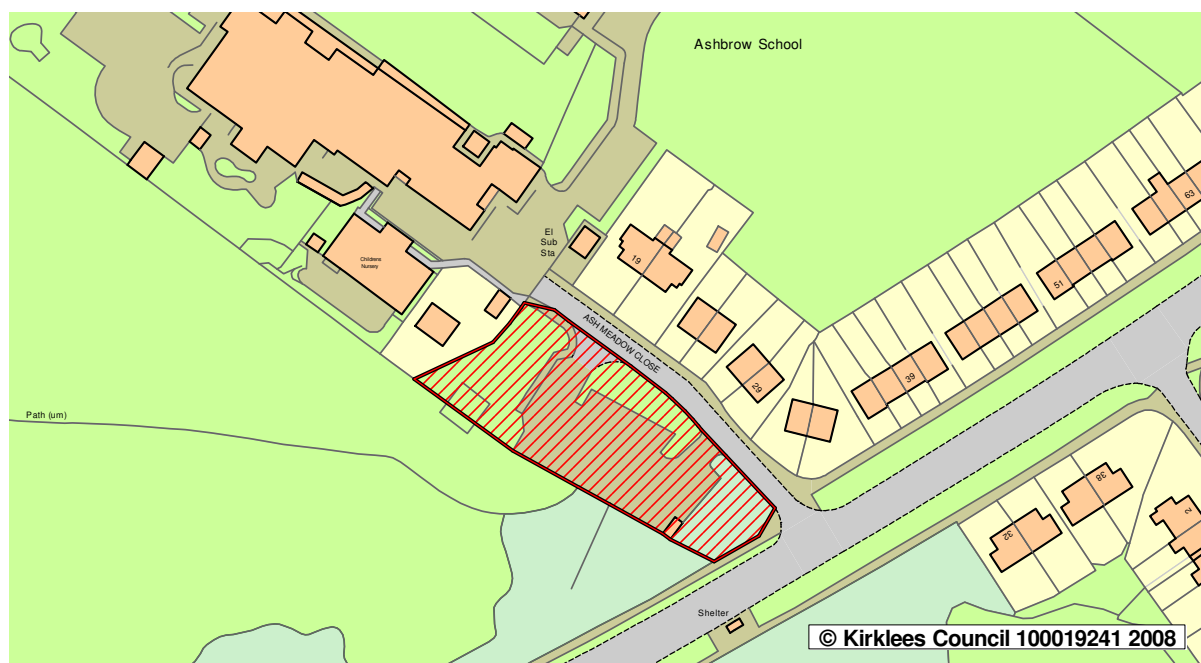 Ashbrow School
63
El
Sub
Sta
19
Childrens
Nursery
51
ASH MEADOW CLOSE
39
29
Path (um)
38
2
32
Shelter
© Kirklees Council 100019241 2008